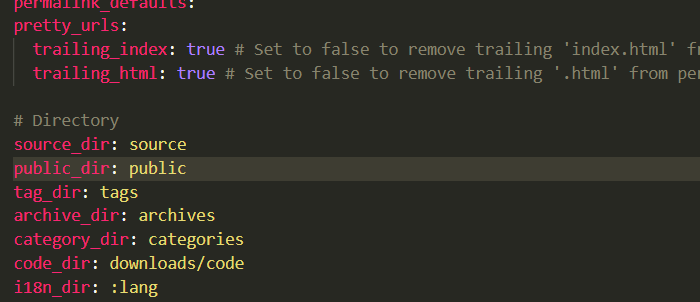 permalink_defaults:
pretty_urls:
trailing_index: true # Set to false to remove trailing 'index.html'
trailing_html: true # Set to false to remove trailing '.html' from
# Directory
source_dir: source
public_dir: public
tag_dir: tags
archive_dir: archives
category_dir: categories
code_dir: downloads/code
i18n_dir: :lang